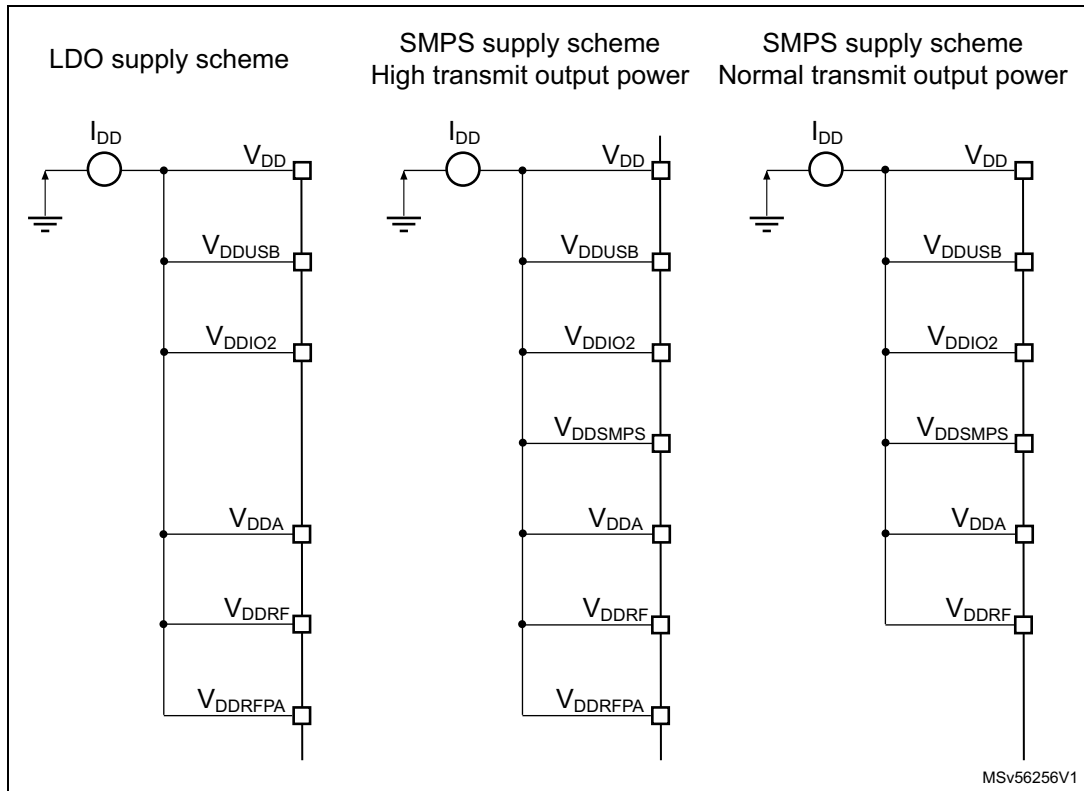 LDO supply scheme
I_DD
V_DD
V_DDUSB
V_DDIO2
V_DDA
V_DDRF
V_DDRFPA
SMPS supply scheme
High transmit output power
I_DD
V_DD
V_DDUSB
V_DDIO2
V_DDSMPS
V_DDA
V_DDRF
V_DDRFPA
SMPS supply scheme
Normal transmit output power
I_DD
V_DD
V_DDUSB
V_DDIO2
V_DDSMPS
V_DDA
V_DDRF
MSv56256V1